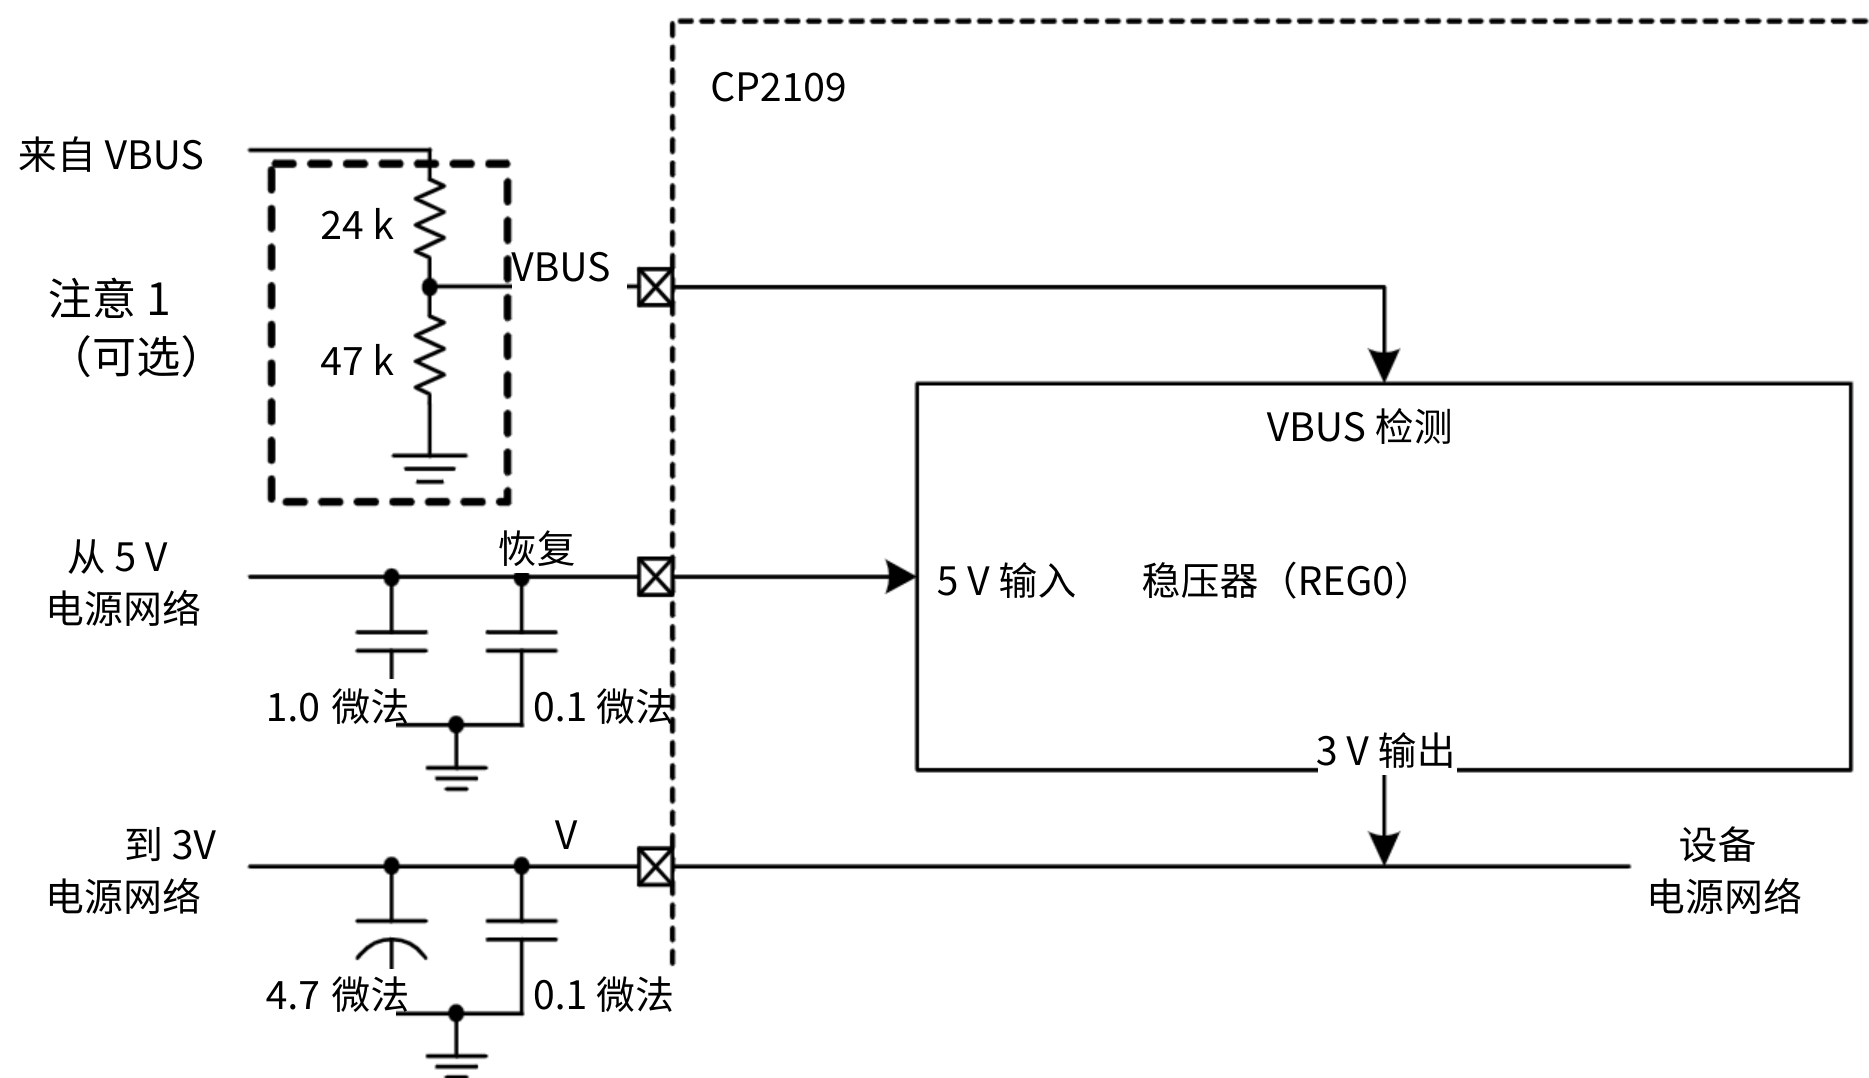 CP2109
来自 VBUS
24 k
VBUS
注意 1
（可选）
47 k
VBUS 检测
从 5 V
电源网络
恢复
5 V 输入
稳压器（REG0）
1.0 微法
0.1 微法
3 V 输出
到 3V
电源网络
V
设备
电源网络
4.7 微法
0.1 微法